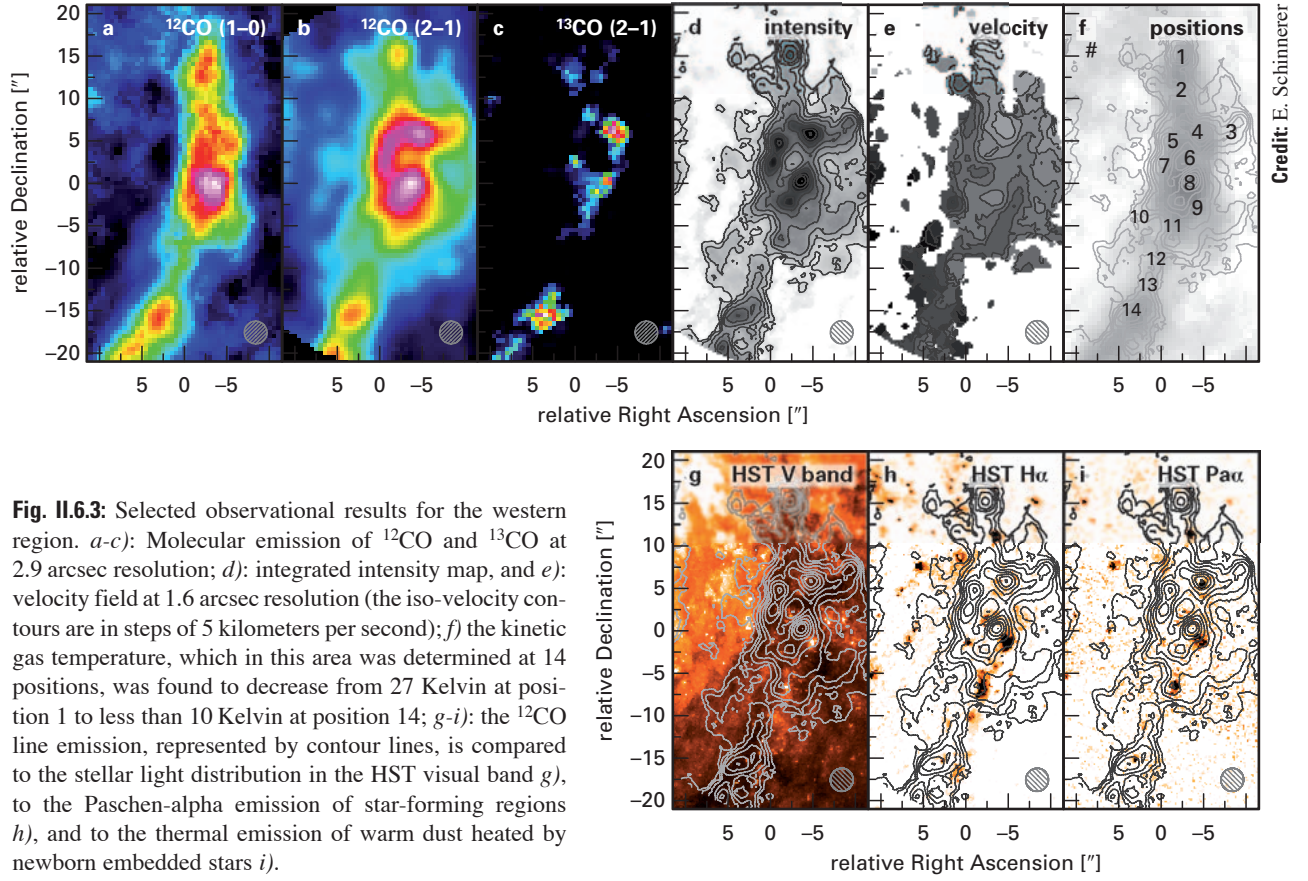 a ¹²CO (1–0)
b ¹²CO (2–1)
c ¹³CO (2–1)
d intensity
e velocity
f positions
#
1
2
3
4
5
6
7
8
9
10
11
12
13
14
relative Declination [″]
20
15
10
5
0
–5
–10
–15
–20
5 0 –5 5 0 –5 5 0 –5 5 0 –5 5 0 –5 5 0 –5
relative Right Ascension [″]
Credit: E. Schinnerer
Fig. II.6.3: Selected observational results for the western
region. a-c): Molecular emission of ¹²CO and ¹³CO at
2.9 arcsec resolution; d): integrated intensity map, and e):
velocity field at 1.6 arcsec resolution (the iso-velocity con-
tours are in steps of 5 kilometers per second); f) the kinetic
gas temperature, which in this area was determined at 14
positions, was found to decrease from 27 Kelvin at posi-
tion 1 to less than 10 Kelvin at position 14; g-i): the ¹²CO
line emission, represented by contour lines, is compared
to the stellar light distribution in the HST visual band g),
to the Paschen-alpha emission of star-forming regions
h), and to the thermal emission of warm dust heated by
newborn embedded stars i).
g HST V band
h HST Hα
i HST Paα
relative Declination [″]
20
15
10
5
0
–5
–10
–15
–20
5 0 –5 5 0 –5 5 0 –5
relative Right Ascension [″]